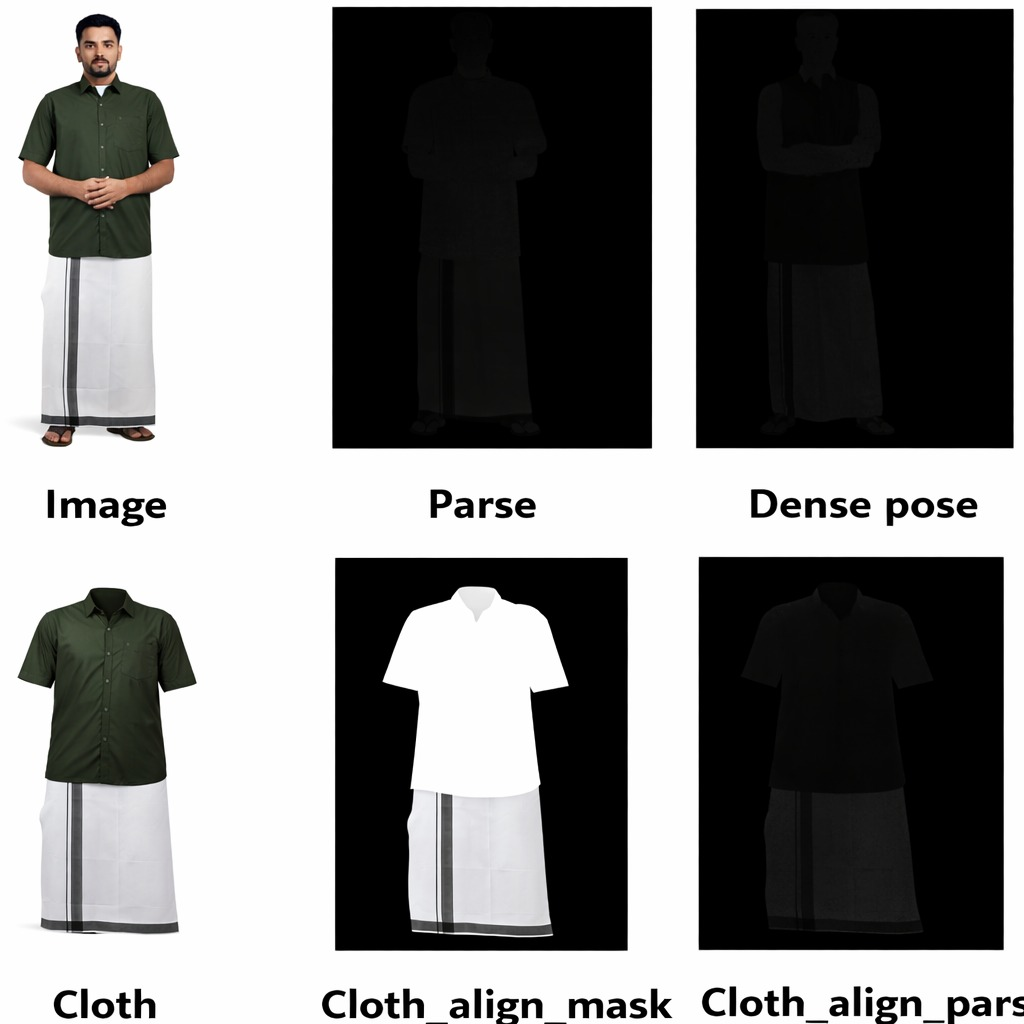 Image
Parse
Dense pose
Cloth
Cloth_align_mask
Cloth_align_pars